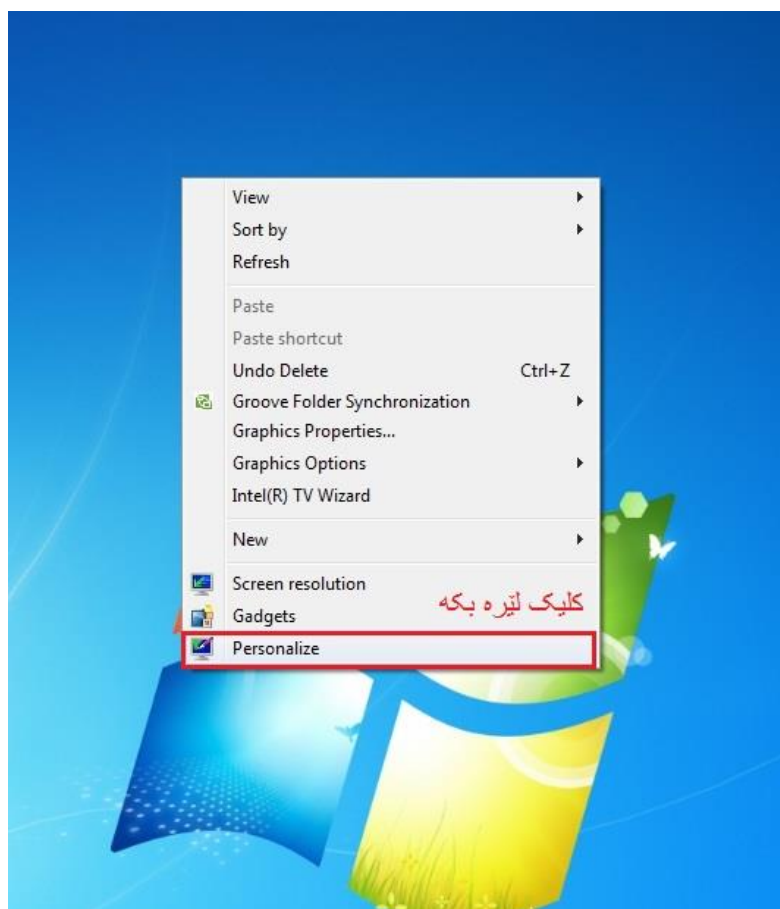 View
Sort by
Refresh
Paste
Paste shortcut
Undo Delete Ctrl+Z
Groove Folder Synchronization
Graphics Properties...
Graphics Options
Intel(R) TV Wizard
New
Screen resolution
کلیک لێره بکه
Gadgets
Personalize